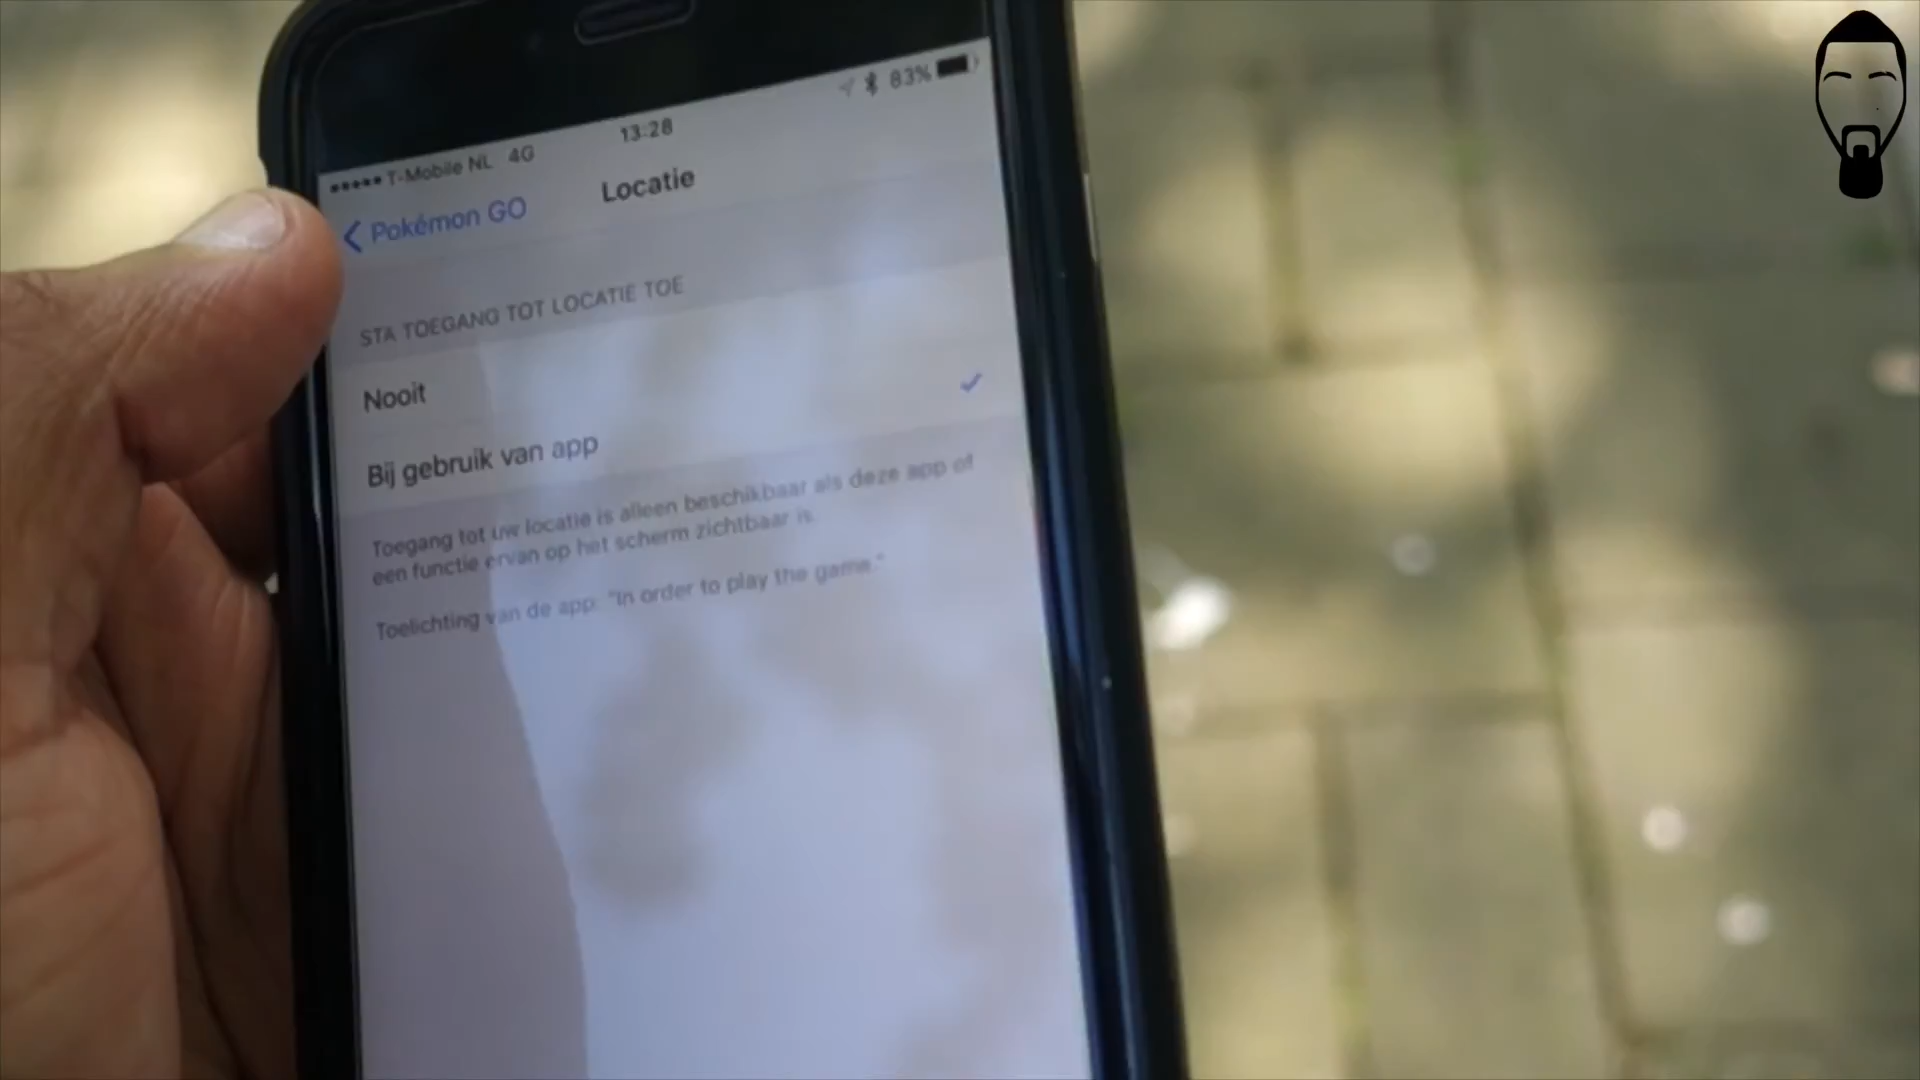 ••••• T-Mobile NL 4G 13:28 83%
Pokémon GO Locatie
STA TOEGANG TOT LOCATIE TOE
Nooit
Bij gebruik van app
Toegang tot uw locatie is alleen beschikbaar als deze app of
een functie ervan op het scherm zichtbaar is.
Toelichting van de app: "In order to play the game."